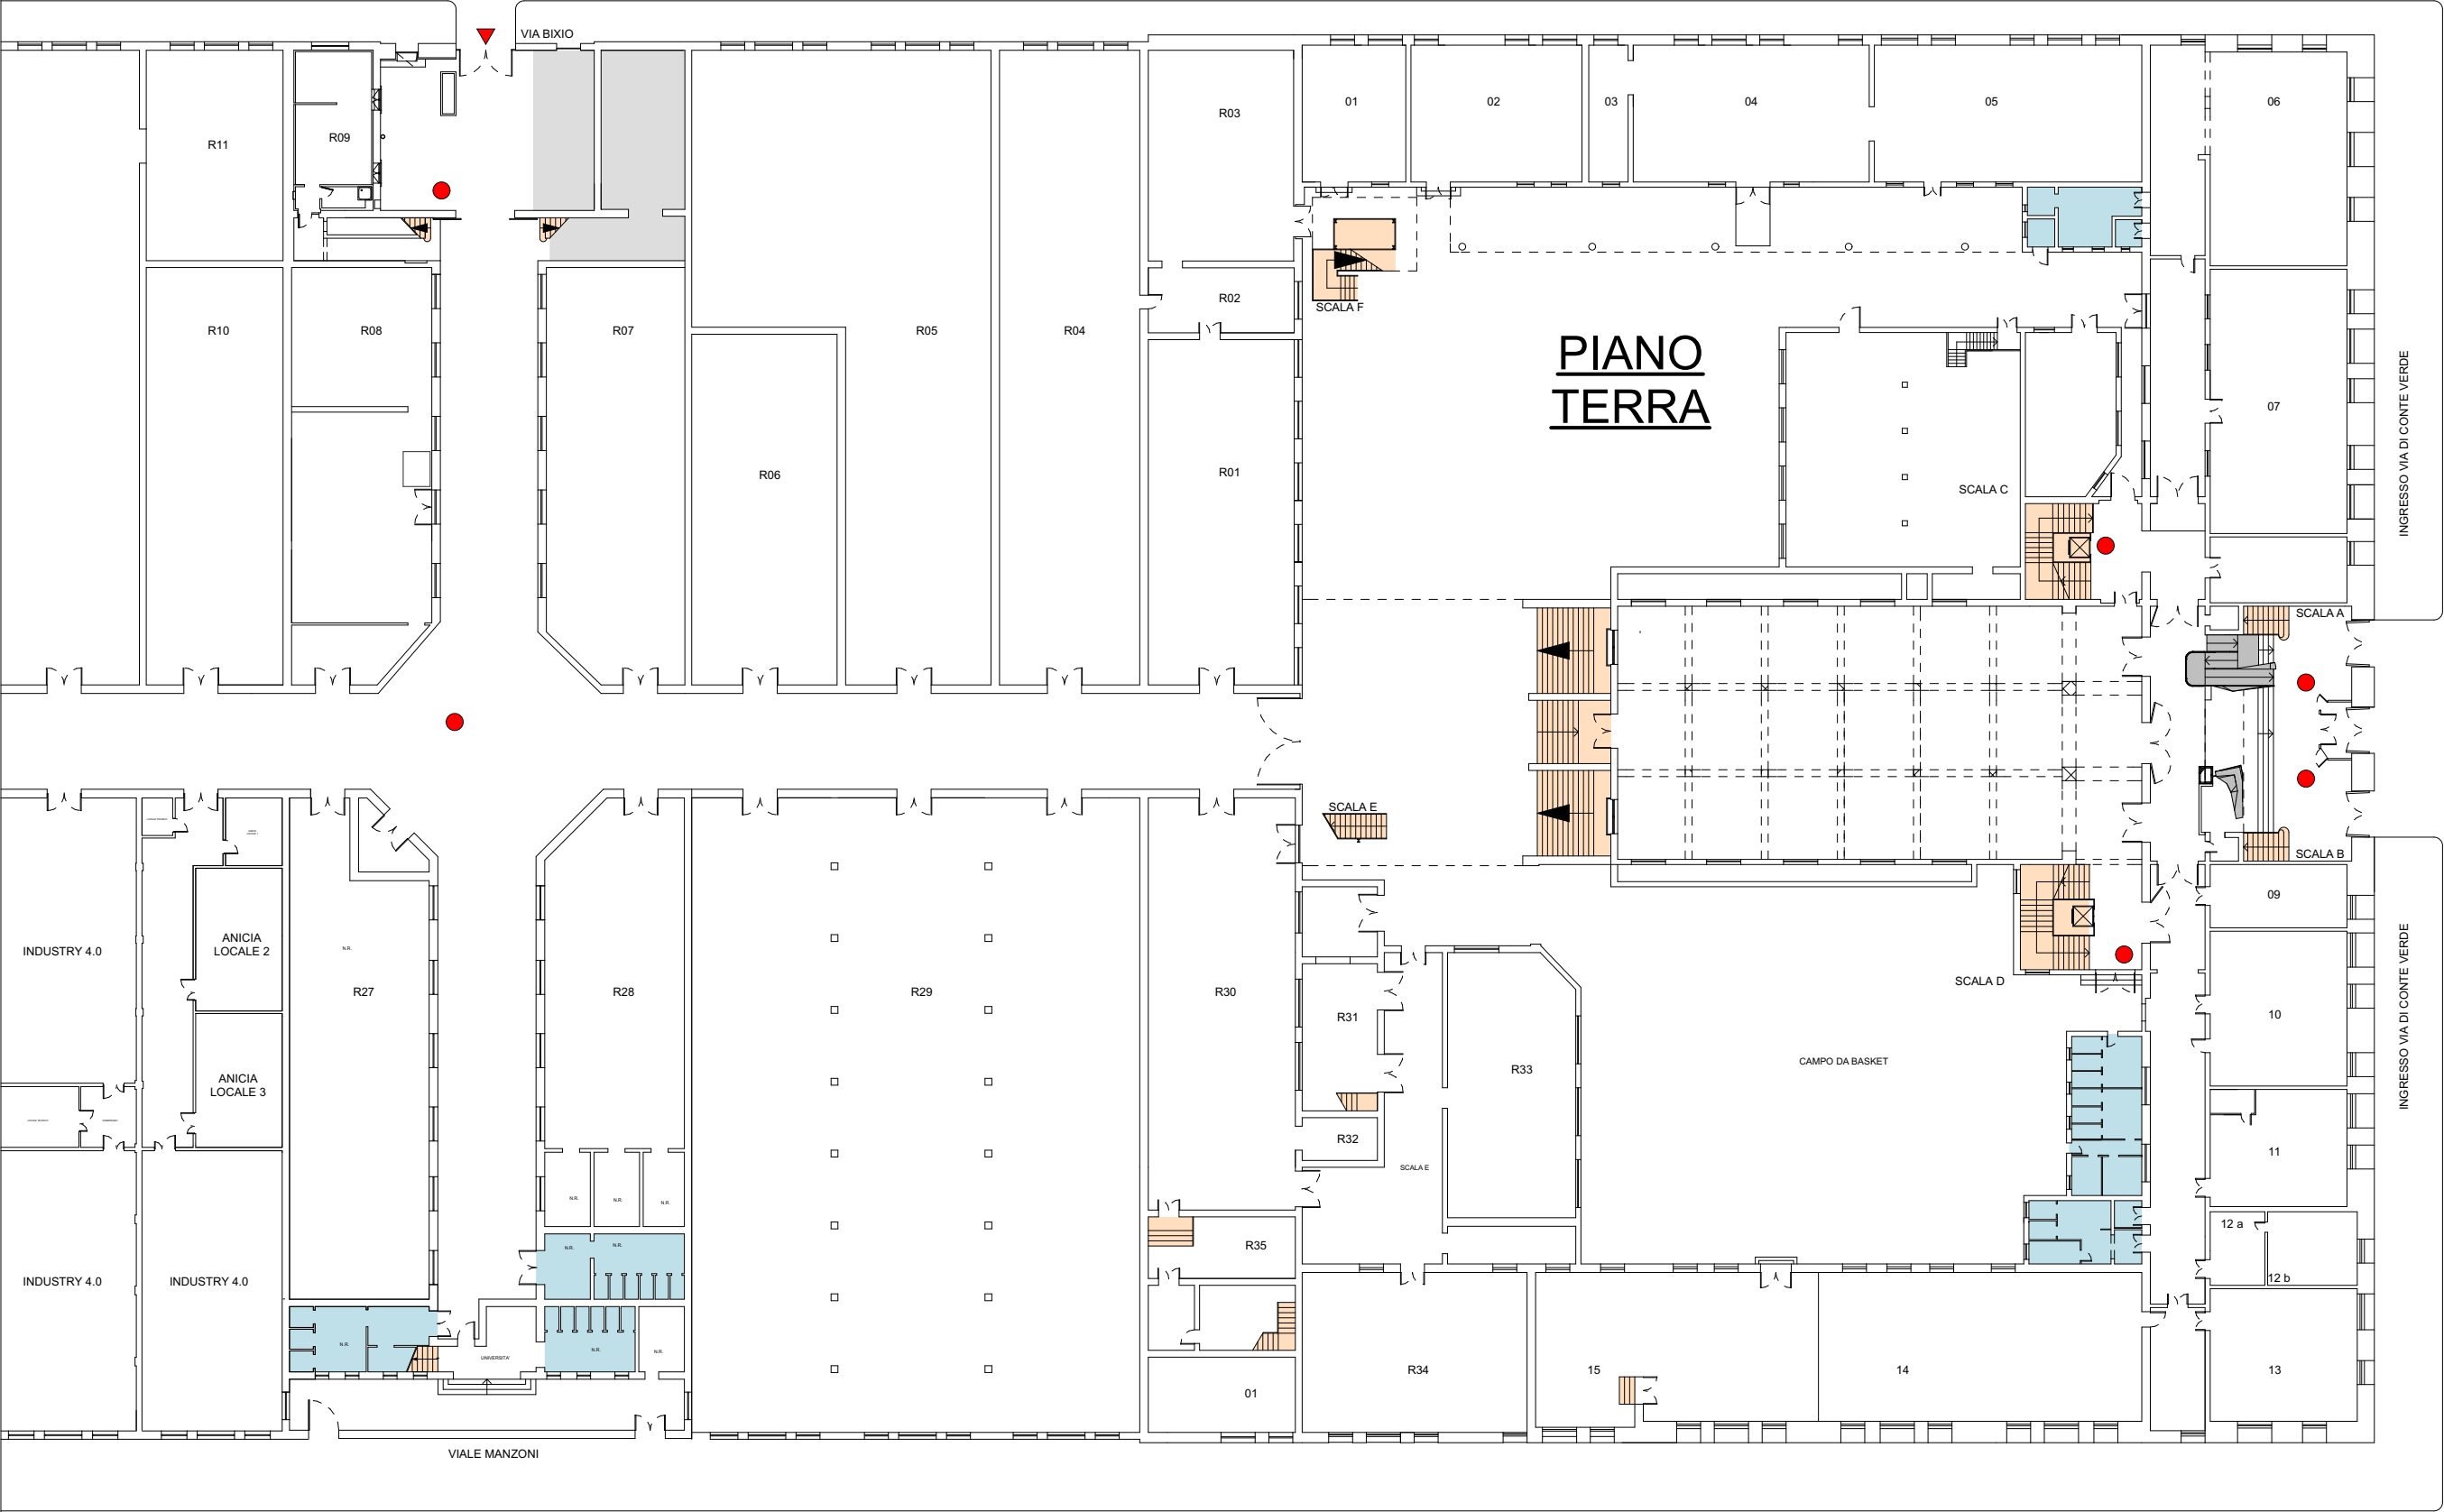 VIA BIXIO
01
02
03
04
05
06
R03
R09
R11
R02
SCALA F
R10
R08
R07
R05
R04
PIANO
TERRA
07
INGRESSO VIA DI CONTE VERDE
R06
R01
SCALA C
SCALA A
SCALA E
SCALA B
09
INDUSTRY 4.0
ANICIA
LOCALE 2
N.R.
R27
R28
R29
R30
R31
SCALA D
10
INGRESSO VIA DI CONTE VERDE
CAMPO DA BASKET
R33
ANICIA
LOCALE 3
R32
SCALA E
11
N.R.
N.R.
N.R.
12 a
R35
N.R.
N.R.
INDUSTRY 4.0
INDUSTRY 4.0
12 b
N.R.
UNIVERSITA'
N.R.
N.R.
R34
15
14
13
01
VIALE MANZONI